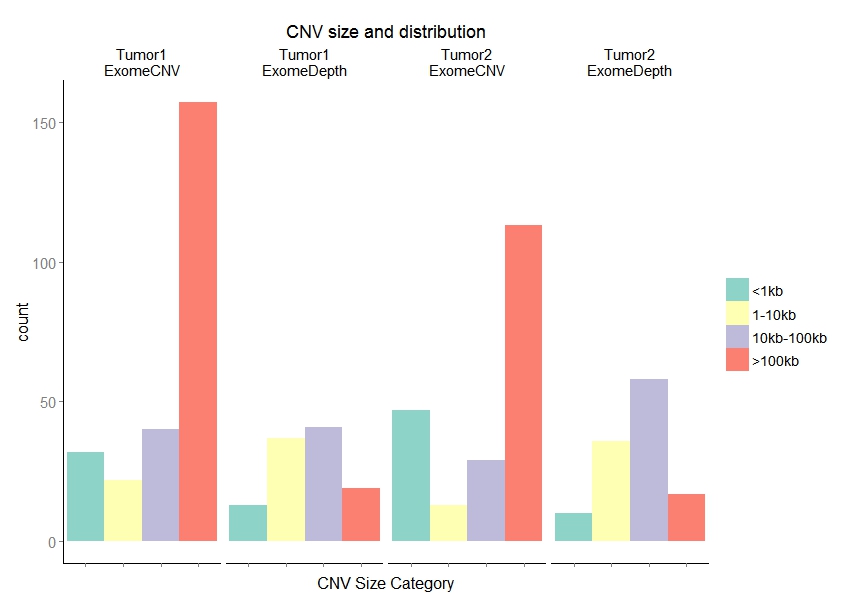 CNV size and distribution
Tumor1
ExomeCNV
Tumor1
ExomeDepth
Tumor2
ExomeCNV
Tumor2
ExomeDepth
150
100
50
0
count
<1kb
1-10kb
10kb-100kb
>100kb
CNV Size Category